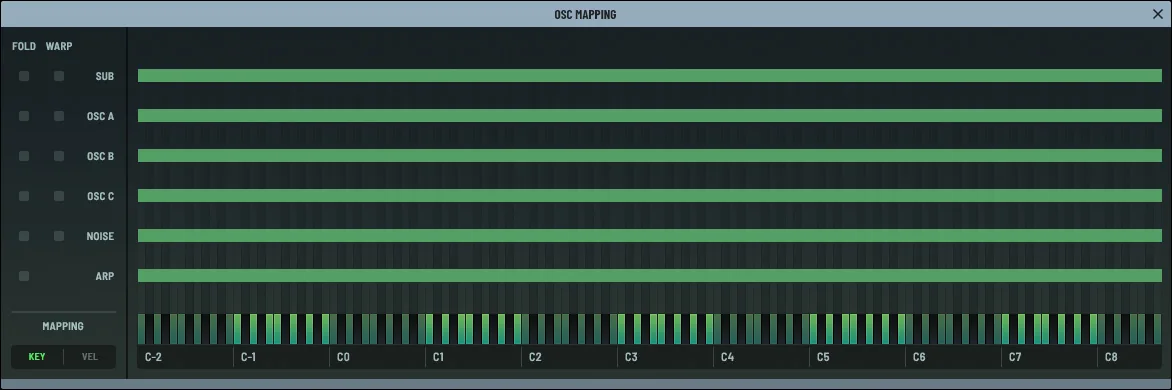 OSC MAPPING
FOLD WARP
SUB
OSC A
OSC B
OSC C
NOISE
ARP
MAPPING
KEY VEL
C-2 C-1 C0 C1 C2 C3 C4 C5 C6 C7 C8